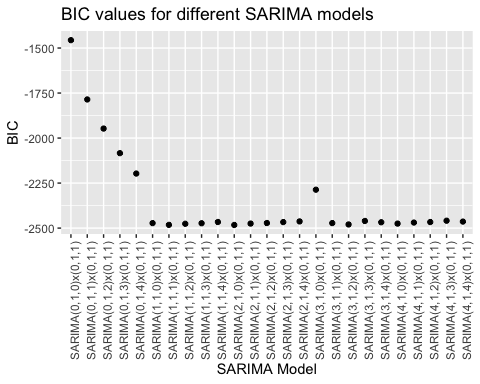 BIC values for different SARIMA models
-1500
-1750
-2000
-2250
-2500
BIC
SARIMA(0,1,0)x(0,1,1)
SARIMA(0,1,1)x(0,1,1)
SARIMA(0,1,2)x(0,1,1)
SARIMA(0,1,3)x(0,1,1)
SARIMA(0,1,4)x(0,1,1)
SARIMA(1,1,0)x(0,1,1)
SARIMA(1,1,1)x(0,1,1)
SARIMA(1,1,2)x(0,1,1)
SARIMA(1,1,3)x(0,1,1)
SARIMA(1,1,4)x(0,1,1)
SARIMA(2,1,0)x(0,1,1)
SARIMA(2,1,1)x(0,1,1)
SARIMA(2,1,2)x(0,1,1)
SARIMA(2,1,3)x(0,1,1)
SARIMA(2,1,4)x(0,1,1)
SARIMA(3,1,0)x(0,1,1)
SARIMA(3,1,1)x(0,1,1)
SARIMA(3,1,2)x(0,1,1)
SARIMA(3,1,3)x(0,1,1)
SARIMA(3,1,4)x(0,1,1)
SARIMA(4,1,0)x(0,1,1)
SARIMA(4,1,1)x(0,1,1)
SARIMA(4,1,2)x(0,1,1)
SARIMA(4,1,3)x(0,1,1)
SARIMA(4,1,4)x(0,1,1)
SARIMA Model